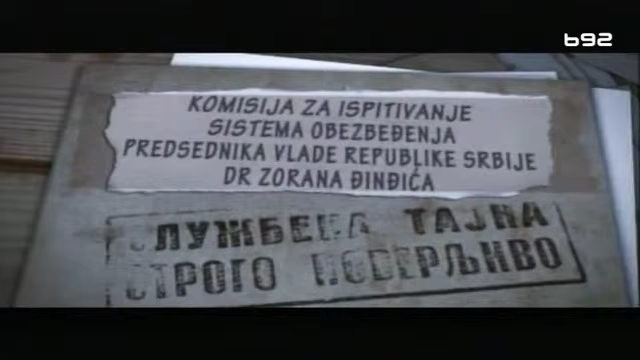 b92
KOMISIJA ZA ISPITIVANJE
SISTEMA OBEZBEĐENJA
PREDSEDNIKA VLADE REPUBLIKE SRBIJE
DR ZORANA ĐINĐIĆA
СЛУЖБЕНА ТАЈНА
СТРОГО ПОВЕРЉИВО